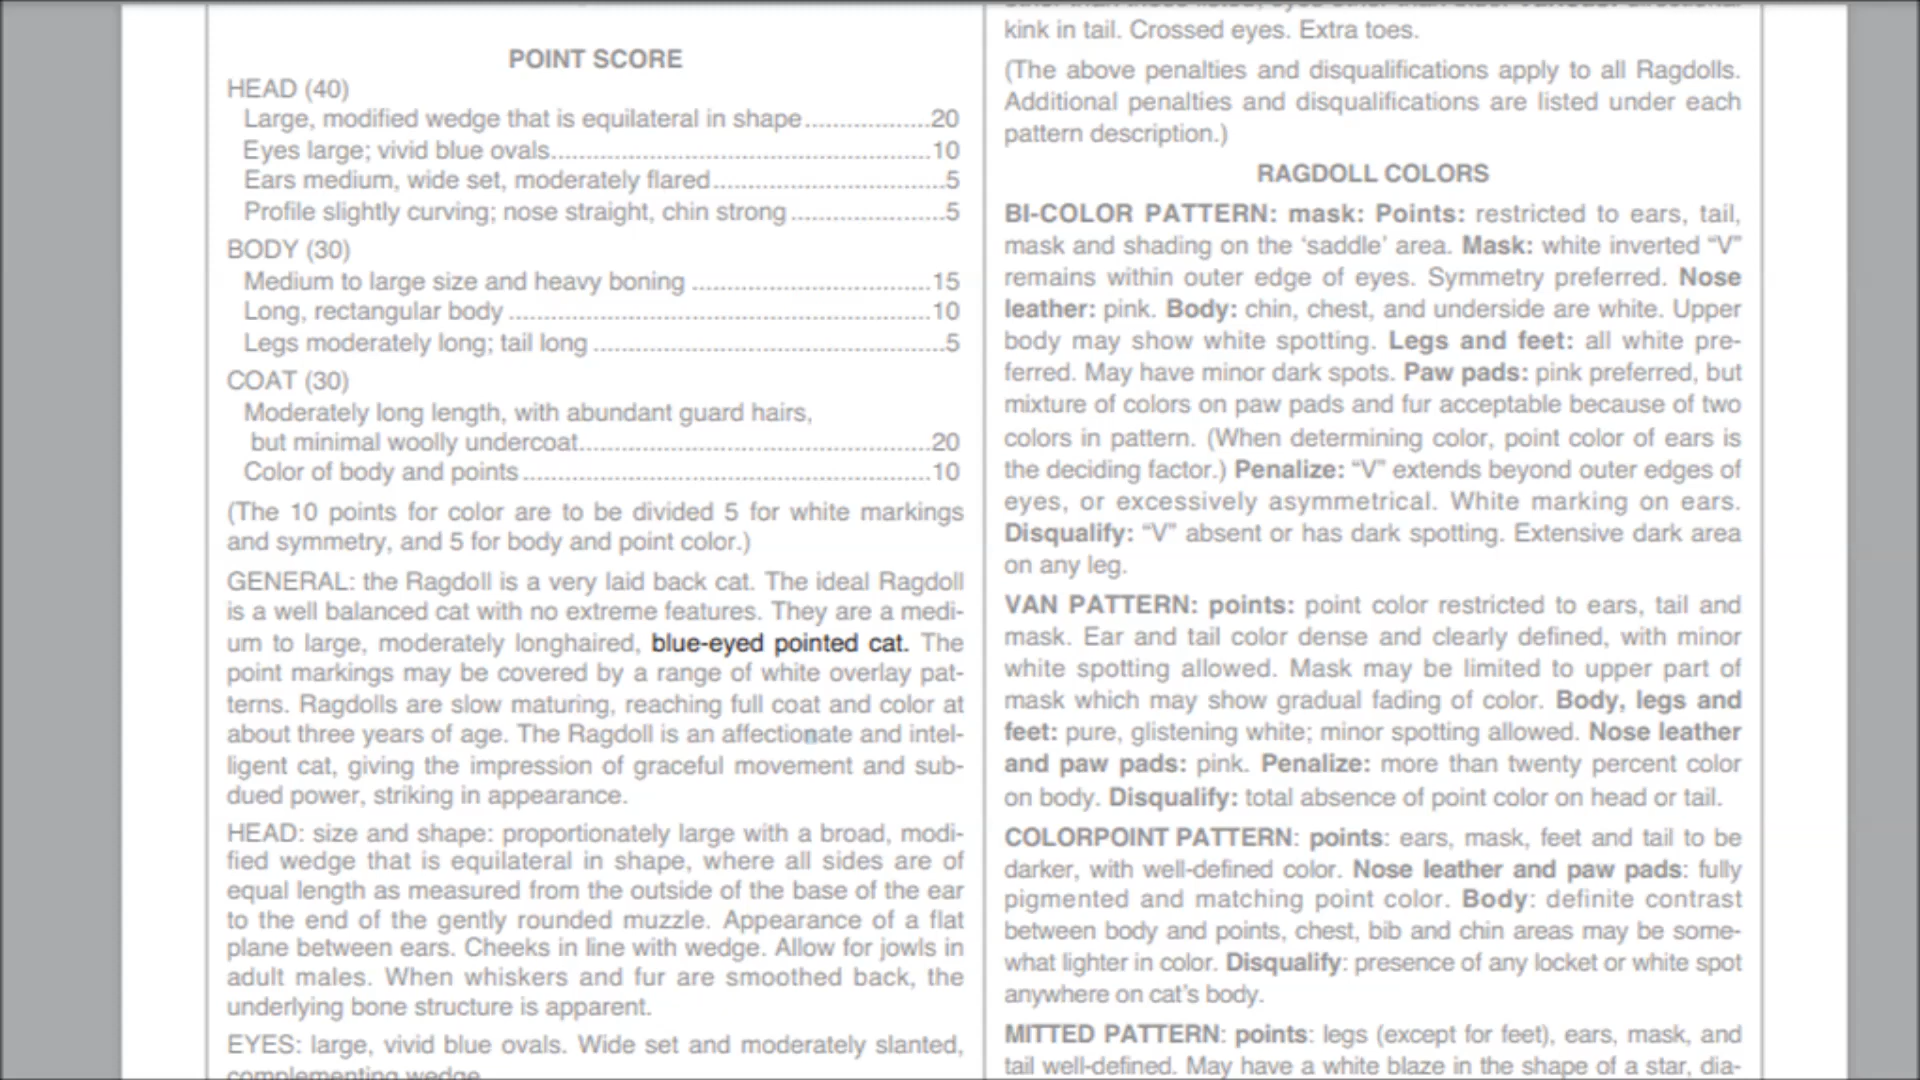 POINT SCORE
HEAD (40)
Large, modified wedge that is equilateral in shape..................20
Eyes large; vivid blue ovals......................................................10
Ears medium, wide set, moderately flared.................................5
Profile slightly curving; nose straight, chin strong......................5
BODY (30)
Medium to large size and heavy boning ..................................15
Long, rectangular body ............................................................10
Legs moderately long; tail long ..................................................5
COAT (30)
Moderately long length, with abundant guard hairs,
but minimal woolly undercoat..................................................20
Color of body and points..........................................................10
(The 10 points for color are to be divided 5 for white markings
and symmetry, and 5 for body and point color.)
GENERAL: the Ragdoll is a very laid back cat. The ideal Ragdoll
is a well balanced cat with no extreme features. They are a medi-
um to large, moderately longhaired, blue-eyed pointed cat. The
point markings may be covered by a range of white overlay pat-
terns. Ragdolls are slow maturing, reaching full coat and color at
about three years of age. The Ragdoll is an affectionate and intel-
ligent cat, giving the impression of graceful movement and sub-
dued power, striking in appearance.
HEAD: size and shape: proportionately large with a broad, modi-
fied wedge that is equilateral in shape, where all sides are of
equal length as measured from the outside of the base of the ear
to the end of the gently rounded muzzle. Appearance of a flat
plane between ears. Cheeks in line with wedge. Allow for jowls in
adult males. When whiskers and fur are smoothed back, the
underlying bone structure is apparent.
EYES: large, vivid blue ovals. Wide set and moderately slanted,
complementing wedge.
kink in tail. Crossed eyes. Extra toes.
(The above penalties and disqualifications apply to all Ragdolls.
Additional penalties and disqualifications are listed under each
pattern description.)
RAGDOLL COLORS
BI-COLOR PATTERN: mask: Points: restricted to ears, tail,
mask and shading on the ‘saddle’ area. Mask: white inverted “V”
remains within outer edge of eyes. Symmetry preferred. Nose
leather: pink. Body: chin, chest, and underside are white. Upper
body may show white spotting. Legs and feet: all white pre-
ferred. May have minor dark spots. Paw pads: pink preferred, but
mixture of colors on paw pads and fur acceptable because of two
colors in pattern. (When determining color, point color of ears is
the deciding factor.) Penalize: “V” extends beyond outer edges of
eyes, or excessively asymmetrical. White marking on ears.
Disqualify: “V” absent or has dark spotting. Extensive dark area
on any leg.
VAN PATTERN: points: point color restricted to ears, tail and
mask. Ear and tail color dense and clearly defined, with minor
white spotting allowed. Mask may be limited to upper part of
mask which may show gradual fading of color. Body, legs and
feet: pure, glistening white; minor spotting allowed. Nose leather
and paw pads: pink. Penalize: more than twenty percent color
on body. Disqualify: total absence of point color on head or tail.
COLORPOINT PATTERN: points: ears, mask, feet and tail to be
darker, with well-defined color. Nose leather and paw pads: fully
pigmented and matching point color. Body: definite contrast
between body and points, chest, bib and chin areas may be some-
what lighter in color. Disqualify: presence of any locket or white spot
anywhere on cat’s body.
MITTED PATTERN: points: legs (except for feet), ears, mask, and
tail well-defined. May have a white blaze in the shape of a star, dia-